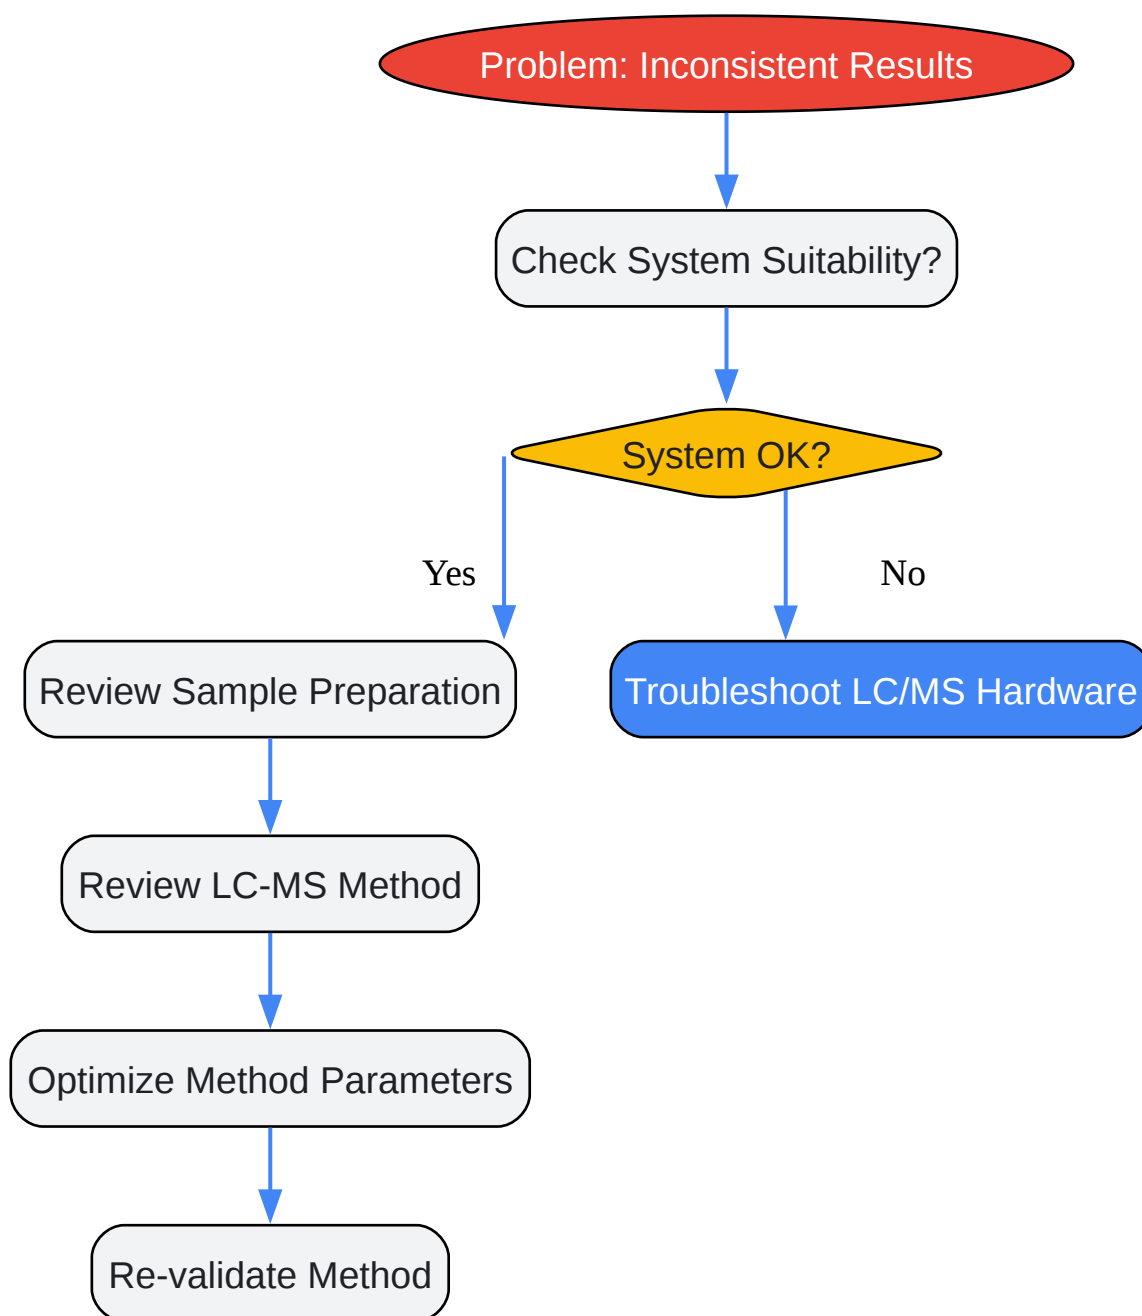 Problem: Inconsistent Results
Check System Suitability?
System OK?
Yes
No
Review Sample Preparation
Troubleshoot LC/MS Hardware
Review LC-MS Method
Optimize Method Parameters
Re-validate Method